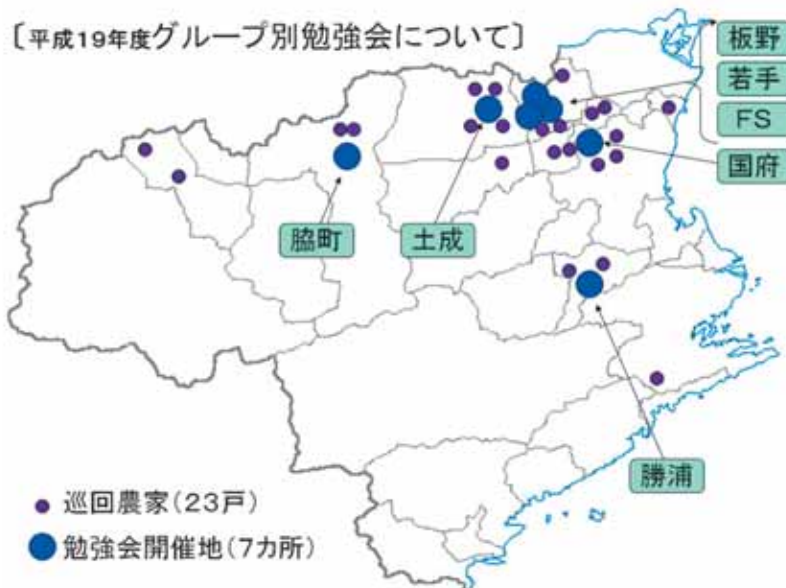 〔平成19年度グループ別勉強会について〕
板野
若手
FS
国府
脇町
土成
勝浦
巡回農家(23戸)
勉強会開催地(7カ所)